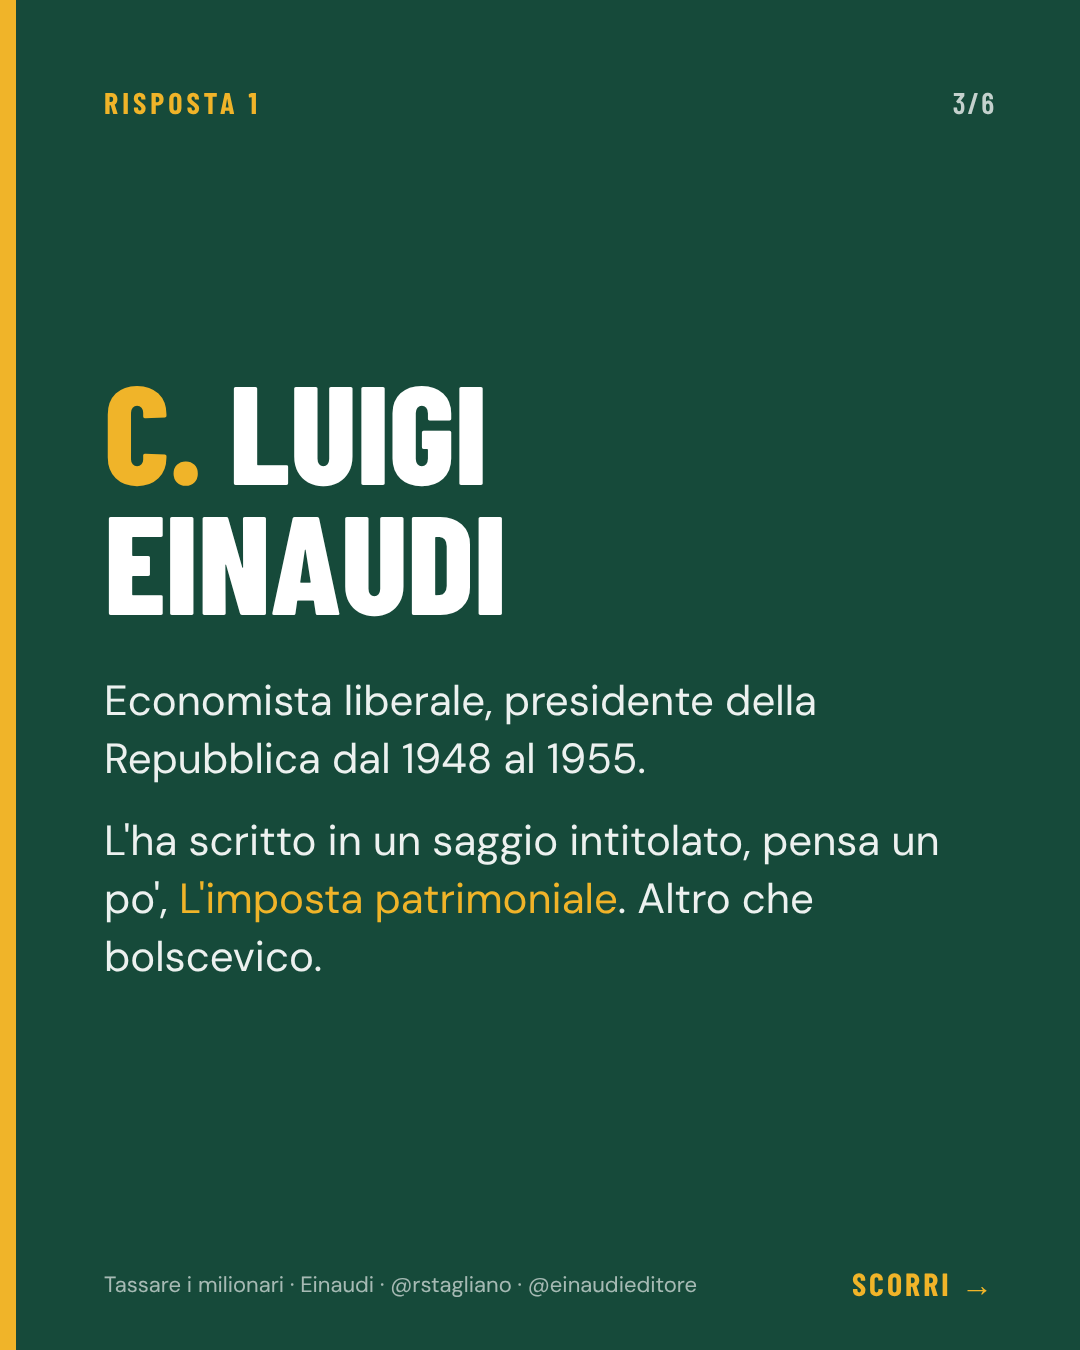 RISPOSTA 1
3/6
C. LUIGI
EINAUDI
Economista liberale, presidente della
Repubblica dal 1948 al 1955.
L'ha scritto in un saggio intitolato, pensa un
po', L'imposta patrimoniale. Altro che
bolscevico.
Tassare i milionari · Einaudi · @rstagliano · @einaudieditore
SCORRI →